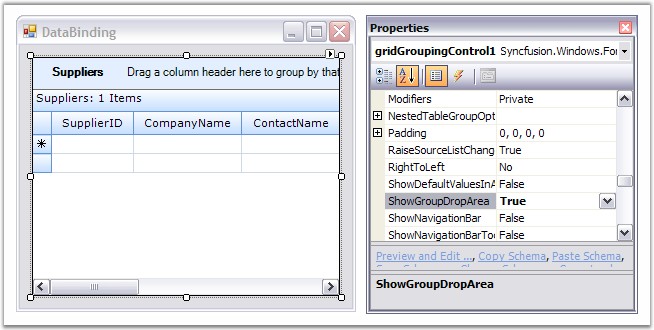 DataBinding
Suppliers Drag a column header here to group by that
Suppliers: 1 Items
SupplierID CompanyName ContactName
Properties
gridGroupingControl1 Syncfusion.Windows.For
Modifiers Private
NestedTableGroupOpt
Padding 0, 0, 0, 0
RaiseSourceListChang True
RightToLeft No
ShowDefaultValuesInA False
ShowGroupDropArea True
ShowNavigationBar False
ShowNavigationBarToo False
Preview and Edit ..., Copy Schema, Paste Schema,
ShowGroupDropArea